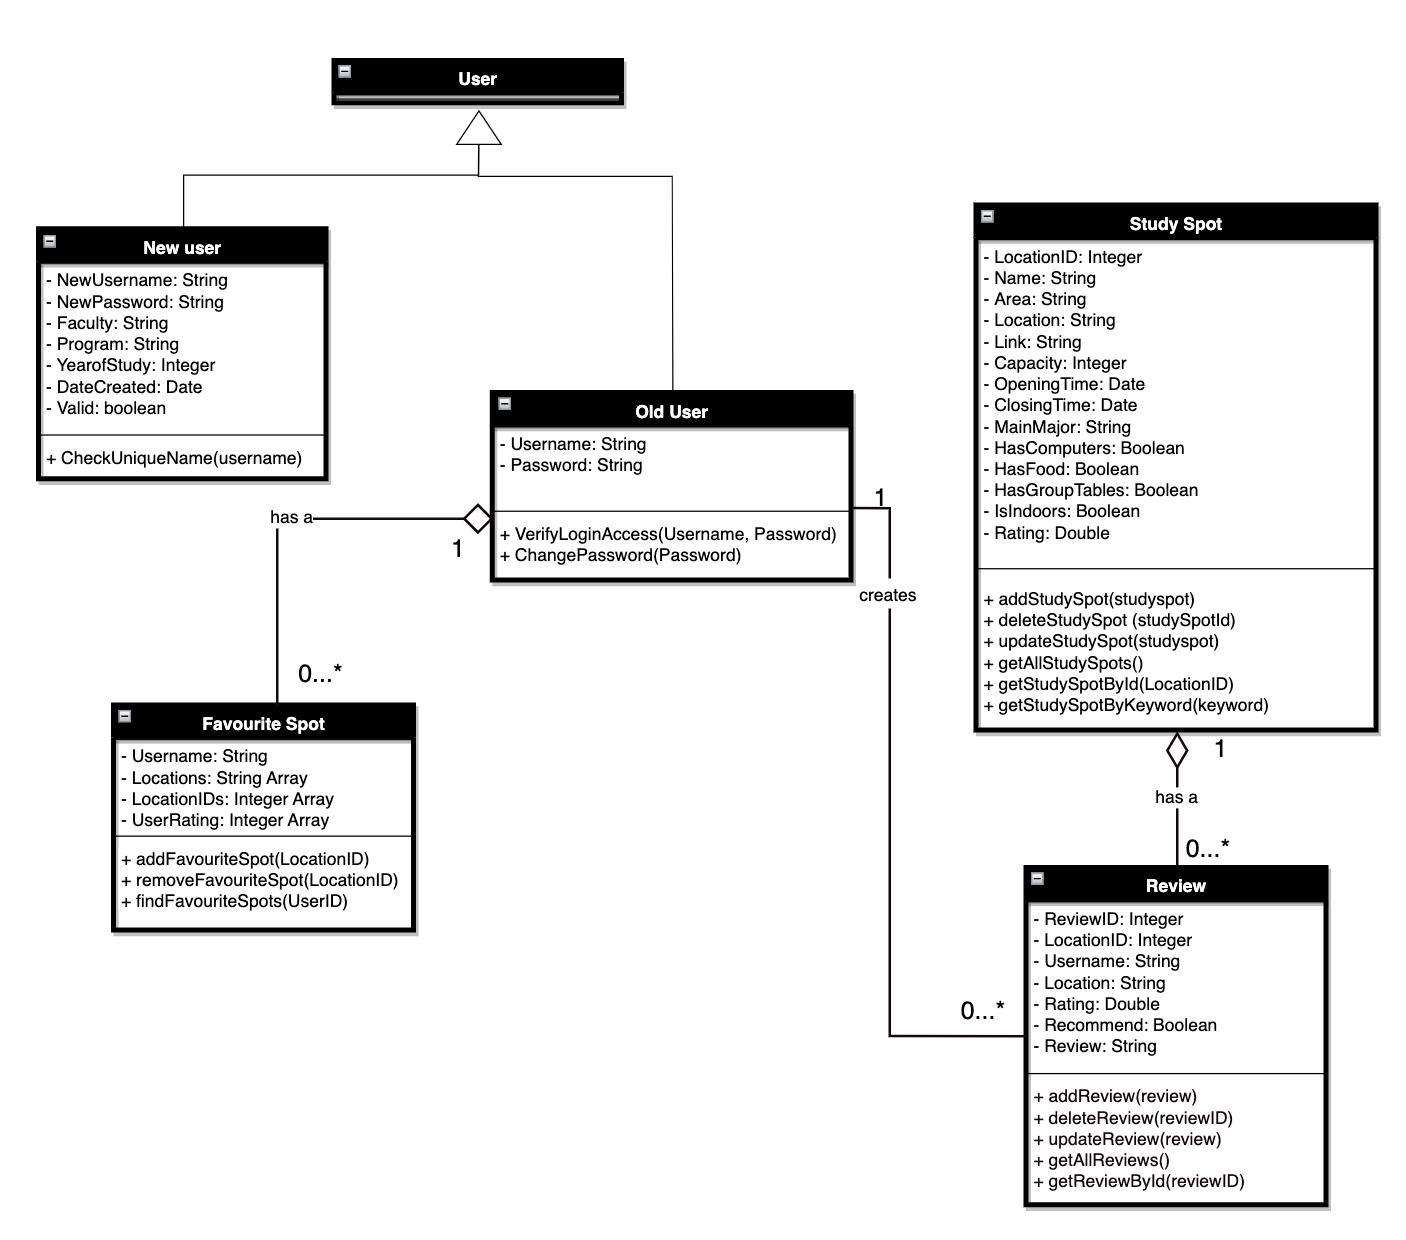 User
New user
- NewUsername: String
- NewPassword: String
- Faculty: String
- Program: String
- YearofStudy: Integer
- DateCreated: Date
- Valid: boolean
+ CheckUniqueName(username)
Old User
- Username: String
- Password: String
+ VerifyLoginAccess(Username, Password)
+ ChangePassword(Password)
has a
1
0...*
1
creates
0...*
Favourite Spot
- Username: String
- Locations: String Array
- LocationIDs: Integer Array
- UserRating: Integer Array
+ addFavouriteSpot(LocationID)
+ removeFavouriteSpot(LocationID)
+ findFavouriteSpots(UserID)
Study Spot
- LocationID: Integer
- Name: String
- Area: String
- Location: String
- Link: String
- Capacity: Integer
- OpeningTime: Date
- ClosingTime: Date
- MainMajor: String
- HasComputers: Boolean
- HasFood: Boolean
- HasGroupTables: Boolean
- IsIndoors: Boolean
- Rating: Double
+ addStudySpot(studyspot)
+ deleteStudySpot (studySpotId)
+ updateStudySpot(studyspot)
+ getAllStudySpots()
+ getStudySpotById(LocationID)
+ getStudySpotByKeyword(keyword)
1
has a
0...*
Review
- ReviewID: Integer
- LocationID: Integer
- Username: String
- Location: String
- Rating: Double
- Recommend: Boolean
- Review: String
+ addReview(review)
+ deleteReview(reviewID)
+ updateReview(review)
+ getAllReviews()
+ getReviewById(reviewID)